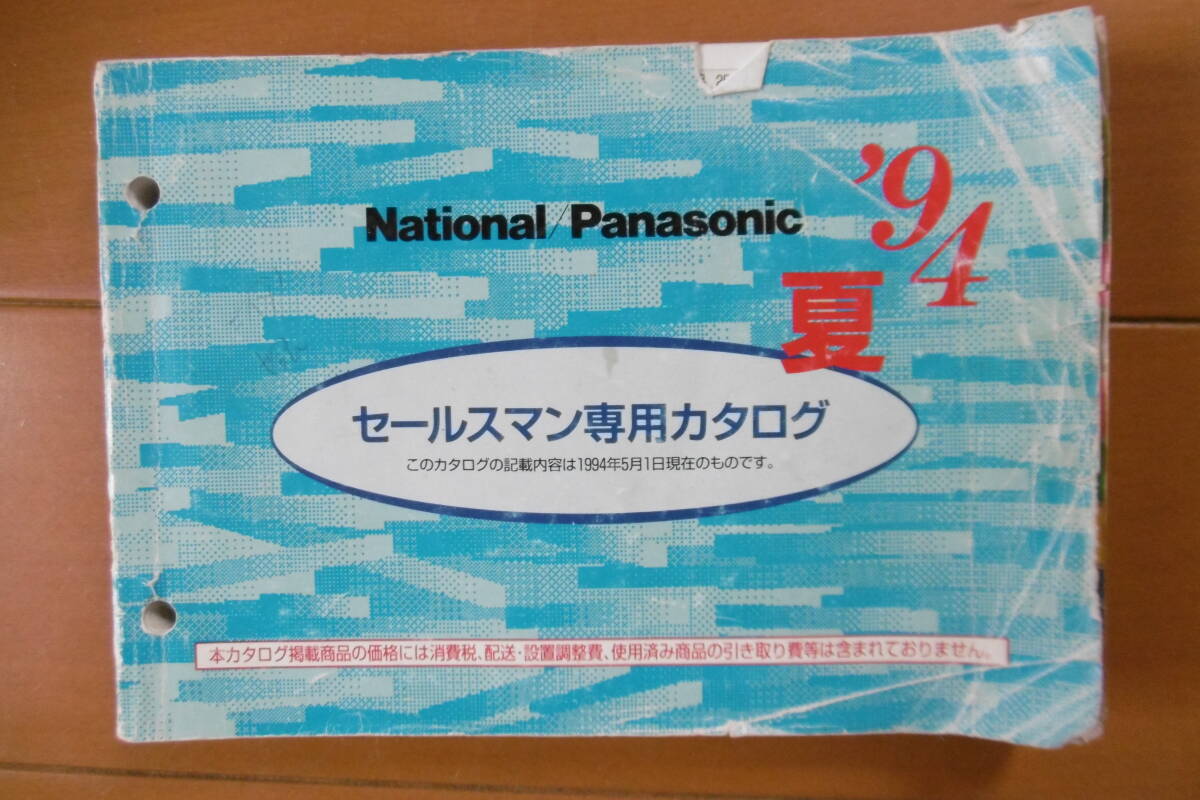 National/Panasonic
'94
夏
セールスマン専用カタログ
このカタログの記載内容は1994年5月1日現在のものです。
本カタログ掲載商品の価格には消費税、配送・設置調整費、使用済み商品の引き取り費等は含まれておりません。